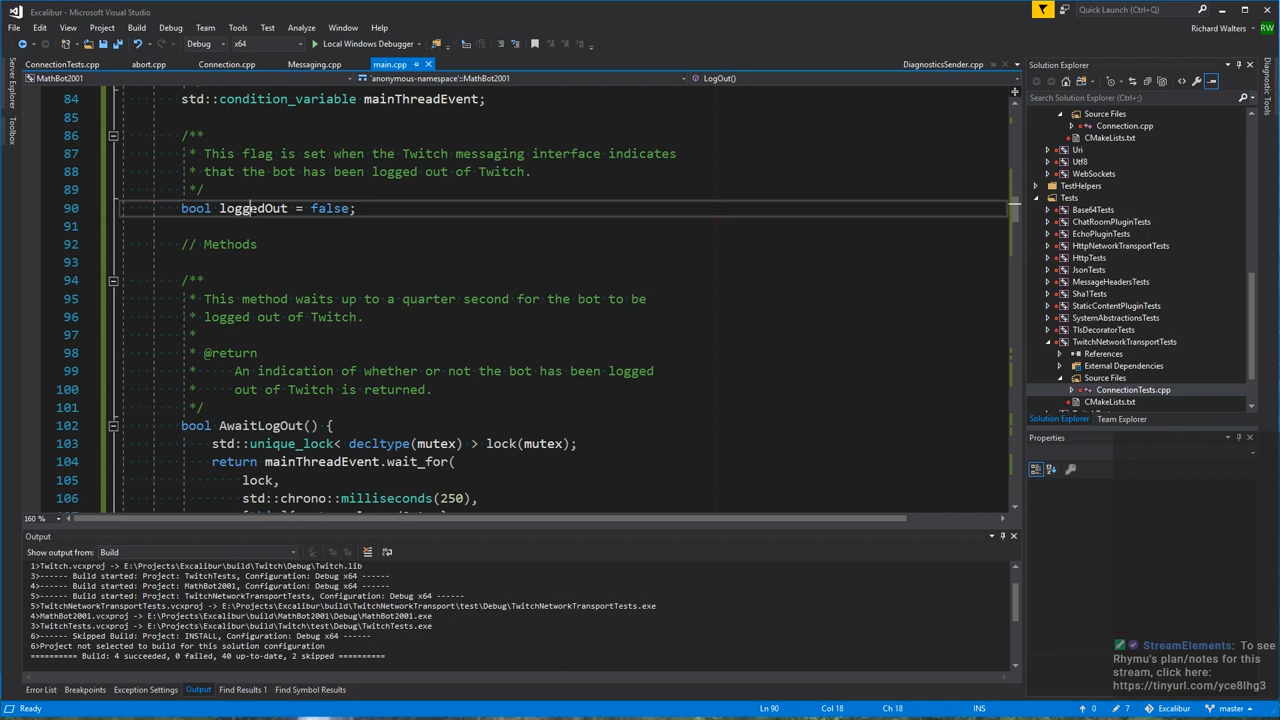 Excalibur - Microsoft Visual Studio
Quick Launch (Ctrl+Q)
File Edit View Project Build Debug Team Tools Test Analyze Window Help
Richard Walters
Debug x64 Local Windows Debugger
ConnectionTests.cpp abort.cpp Connection.cpp Messaging.cpp main.cpp DiagnosticsSender.cpp
MathBot2001 `anonymous-namespace'::MathBot2001 LogOut()
Server Explorer
Toolbox
84 std::condition_variable mainThreadEvent;
85
86 /**
87 * This flag is set when the Twitch messaging interface indicates
88 * that the bot has been logged out of Twitch.
89 */
90 bool loggedOut = false;
91
92 // Methods
93
94 /**
95 * This method waits up to a quarter second for the bot to be
96 * logged out of Twitch.
97 *
98 * @return
99 * An indication of whether or not the bot has been logged
100 * out of Twitch is returned.
101 */
102 bool AwaitLogOut() {
103 std::unique_lock< decltype(mutex) > lock(mutex);
104 return mainThreadEvent.wait_for(
105 lock,
106 std::chrono::milliseconds(250),
160 %
Solution Explorer
Search Solution Explorer (Ctrl+;)
Source Files
Connection.cpp
CMakeLists.txt
Uri
Utf8
WebSockets
TestHelpers
Tests
Base64Tests
ChatRoomPluginTests
EchoPluginTests
HttpNetworkTransportTests
HttpTests
JsonTests
MessageHeadersTests
Sha1Tests
StaticContentPluginTests
SystemAbstractionsTests
TlsDecoratorTests
TwitchNetworkTransportTests
References
External Dependencies
Source Files
ConnectionTests.cpp
CMakeLists.txt
Solution Explorer Team Explorer
Properties
Diagnostic Tools
Output
Show output from: Build
1>Twitch.vcxproj -> E:\Projects\Excalibur\build\Twitch\Debug\Twitch.lib
3>------ Build started: Project: TwitchTests, Configuration: Debug x64 ------
4>------ Build started: Project: MathBot2001, Configuration: Debug x64 ------
5>------ Build started: Project: TwitchNetworkTransportTests, Configuration: Debug x64 ------
5>TwitchNetworkTransportTests.vcxproj -> E:\Projects\Excalibur\build\TwitchNetworkTransport\test\Debug\TwitchNetworkTransportTests.exe
4>MathBot2001.vcxproj -> E:\Projects\Excalibur\build\MathBot2001\Debug\MathBot2001.exe
3>TwitchTests.vcxproj -> E:\Projects\Excalibur\build\Twitch\test\Debug\TwitchTests.exe
6>------ Skipped Build: Project: INSTALL, Configuration: Debug x64 ------
6>Project not selected to build for this solution configuration
========== Build: 4 succeeded, 0 failed, 40 up-to-date, 2 skipped ==========
Error List Breakpoints Exception Settings Output Find Results 1 Find Symbol Results
StreamElements: To see
Rhymu's plan/notes for this
stream, click here:
https://tinyurl.com/yce8lhg3
Ready Ln 90 Col 18 Ch 18 INS 0 7 Excalibur master